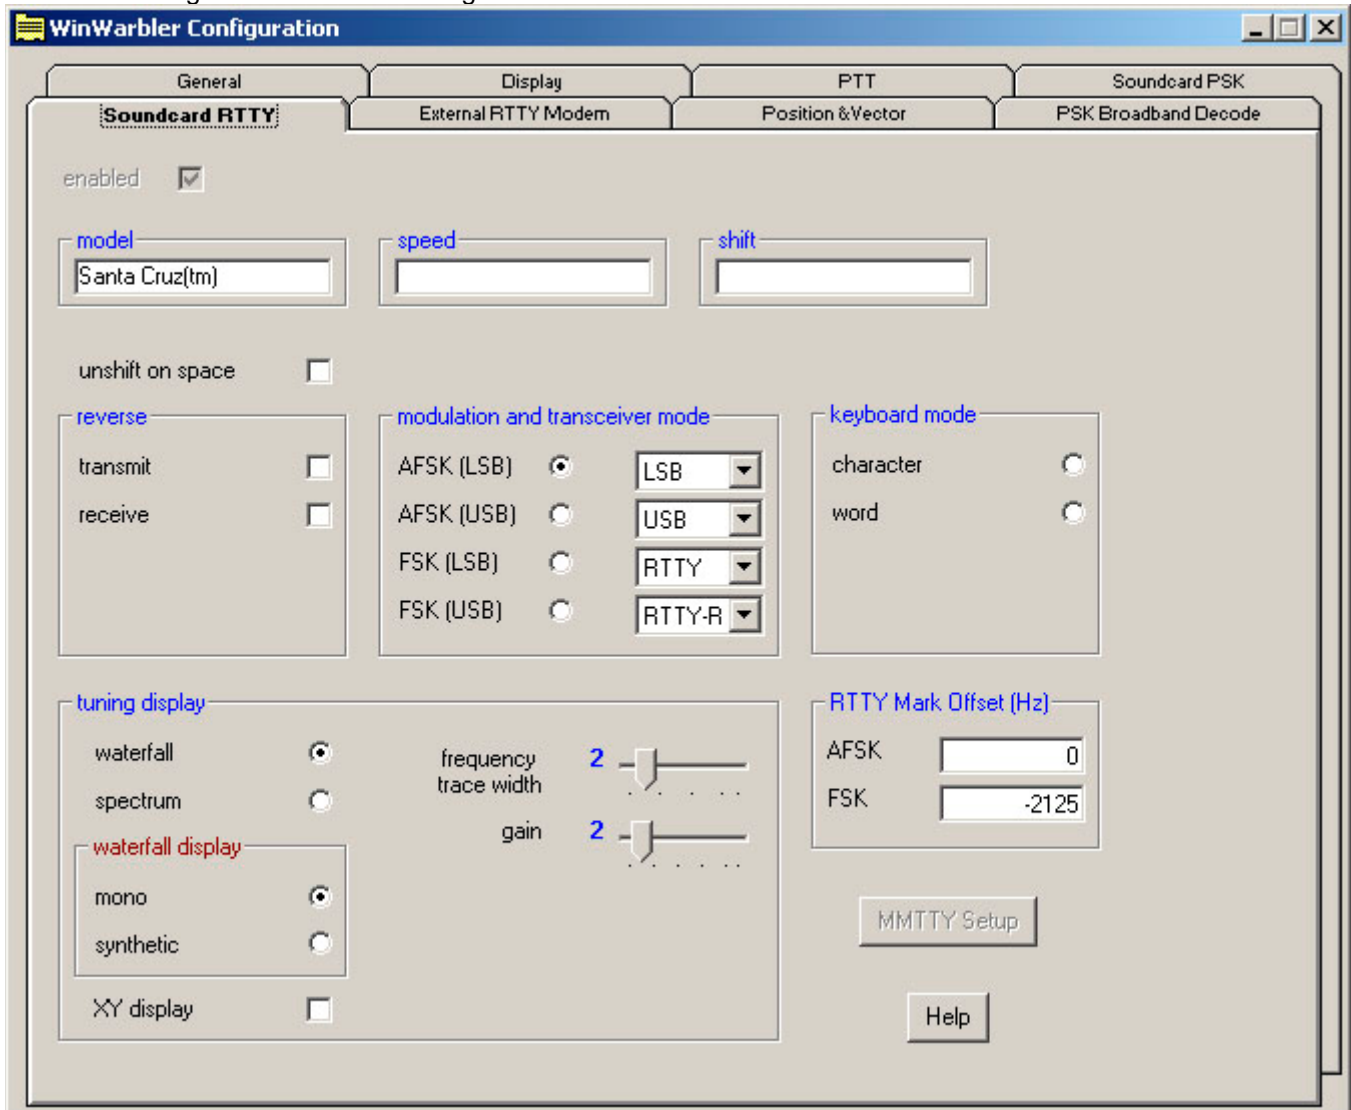 WinWarbler Configuration
General Display PTT Soundcard PSK
Soundcard RTTY External RTTY Modem Position &Vector PSK Broadband Decode
enabled
model speed shift
Santa Cruz(tm)
unshift on space
reverse modulation and transceiver mode keyboard mode
transmit AFSK (LSB) LSB character
receive AFSK (USB) USB word
FSK (LSB) RTTY
FSK (USB) RTTY-R
tuning display RTTY Mark Offset (Hz)
waterfall frequency 2 AFSK 0
trace width
spectrum FSK -2125
gain 2
waterfall display
mono
MMTTY Setup
synthetic
XY display Help